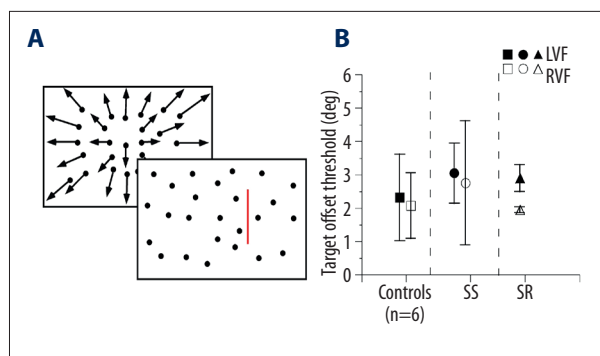 A
B
■ ● ▲ LVF
□ ○ △ RVF
Target offset threshold (deg)
6
5
4
3
2
1
0
Controls SS SR
(n=6)